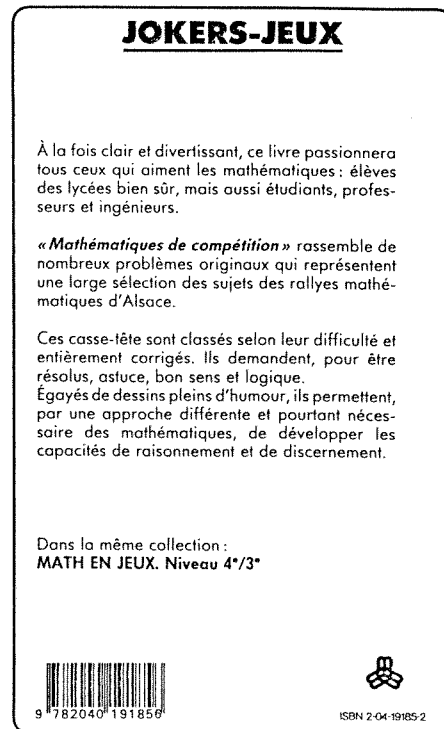 JOKERS-JEUX
À la fois clair et divertissant, ce livre passionnera
tous ceux qui aiment les mathématiques : élèves
des lycées bien sûr, mais aussi étudiants, profes-
seurs et ingénieurs.
« Mathématiques de compétition » rassemble de
nombreux problèmes originaux qui représentent
une large sélection des sujets des rallyes mathé-
matiques d'Alsace.
Ces casse-tête sont classés selon leur difficulté et
entièrement corrigés. Ils demandent, pour être
résolus, astuce, bon sens et logique.
Égayés de dessins pleins d'humour, ils permettent,
par une approche différente et pourtant néces-
saire des mathématiques, de développer les
capacités de raisonnement et de discernement.
Dans la même collection :
MATH EN JEUX. Niveau 4e/3e
9 782040 191856
ISBN 2-04-19185-2